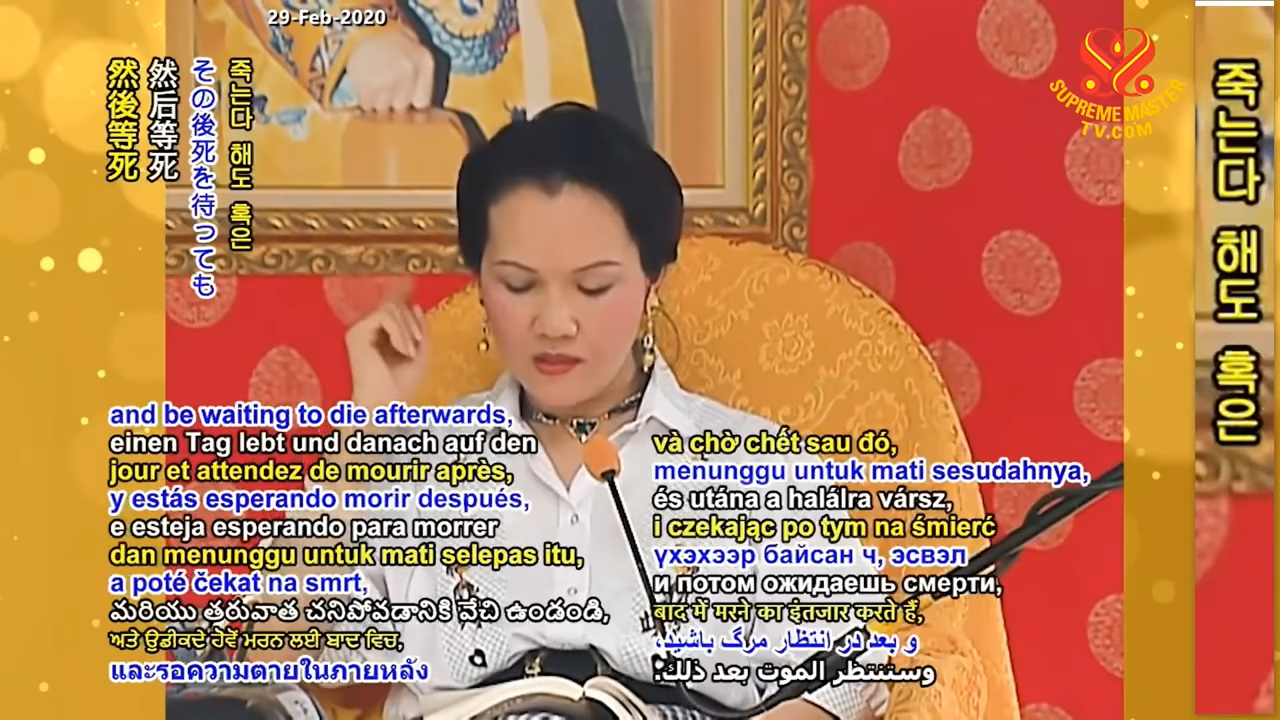 29-Feb-2020
SUPREME MASTER
TV.COM
죽는다 해도 혹은
その後死を待っても
然后等死
然後等死
and be waiting to die afterwards,
einen Tag lebt und danach auf den
jour et attendez de mourir après,
y estás esperando morir después,
e esteja esperando para morrer
dan menunggu untuk mati selepas itu,
a poté čekat na smrt,
మరియు తరువాత చనిపోవడానికి వేచి ఉండండి,
ਅਤੇ ਉਡੀਕਦੇ ਹੋਵੋਂ ਮਰਨ ਲਈ ਬਾਦ ਵਿਚ,
และรอความตายในภายหลัง
và chờ chết sau đó,
menunggu untuk mati sesudahnya,
és utána a halálra vársz,
i czekając po tym na śmierć
үхэхээр байсан ч, эсвэл
и потом ожидаешь смерти,
बाद में मरने का इंतजार करते हैं,
و بعد در انتظار مرگ باشید،
وستنتظر الموت بعد ذلك.
죽는다 해도 혹은